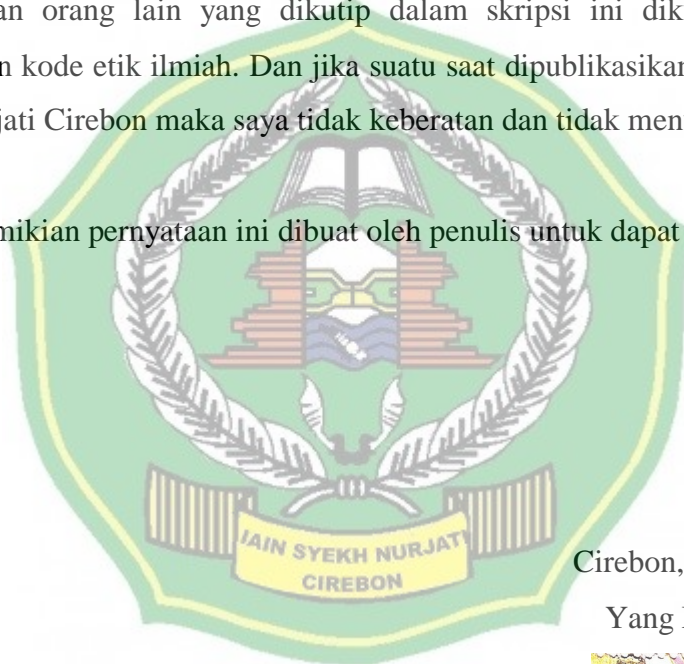 an orang lain yang dikutip dalam skripsi ini dik
n kode etik ilmiah. Dan jika suatu saat dipublikasikan
jati Cirebon maka saya tidak keberatan dan tidak men
mikian pernyataan ini dibuat oleh penulis untuk dapat
IAIN SYEKH NURJATI
CIREBON
Cirebon,
Yang